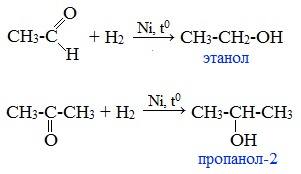 O
CH3-C + H2 Ni, t0 CH3-CH2-OH
H
этанол
CH3-C-CH3 + H2 Ni, t0 CH3-CH-CH3
O OH
пропанол-2